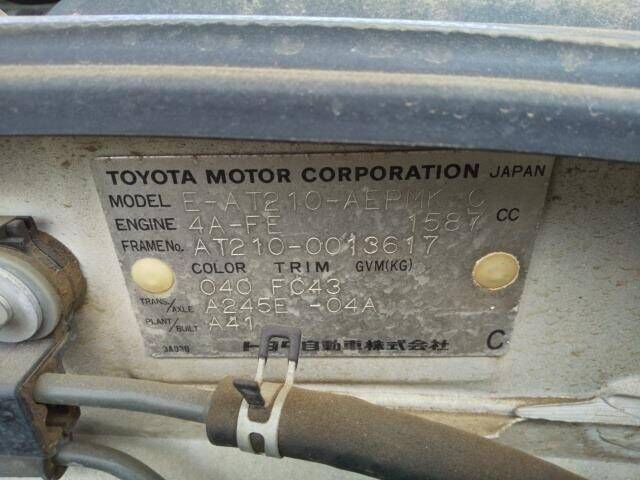 TOYOTA MOTOR CORPORATION JAPAN
MODEL E-AT210-AEPMK-C
ENGINE 4A-FE 1587 CC
FRAME No. AT210-0013617
COLOR TRIM GVM(KG)
040 FC43
TRANS./AXLE A245E -04A
PLANT/BUILT A41
3A030 トヨタ自動車株式会社 C